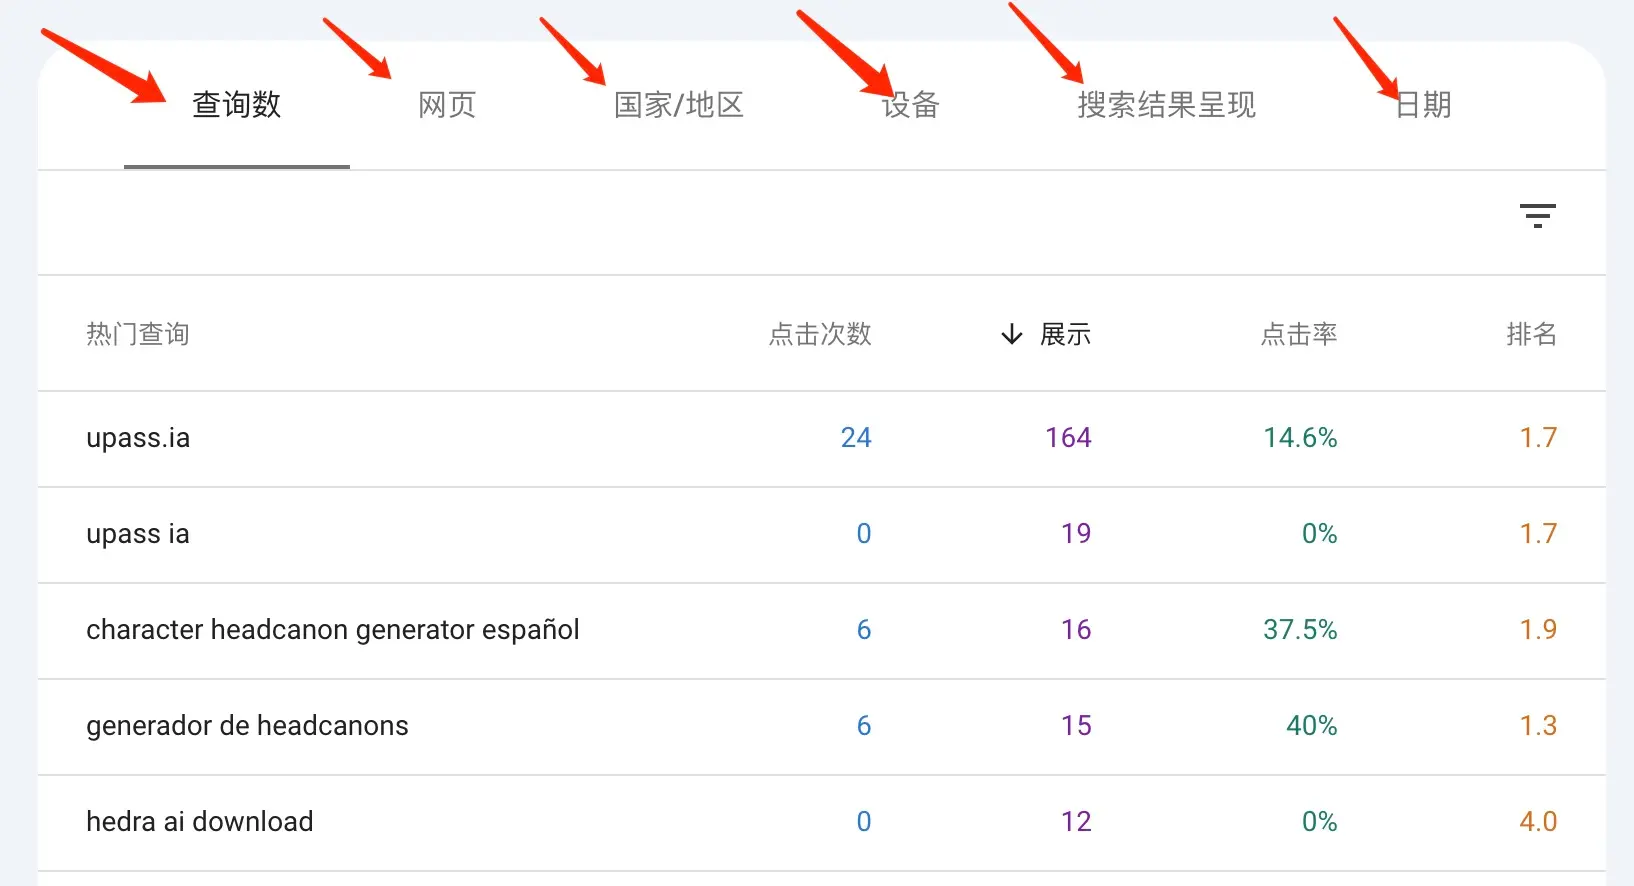 查询数 网页 国家/地区 设备 搜索结果呈现 日期
热门查询 点击次数 展示 点击率 排名
upass.ia 24 164 14.6% 1.7
upass ia 0 19 0% 1.7
character headcanon generator español 6 16 37.5% 1.9
generador de headcanons 6 15 40% 1.3
hedra ai download 0 12 0% 4.0